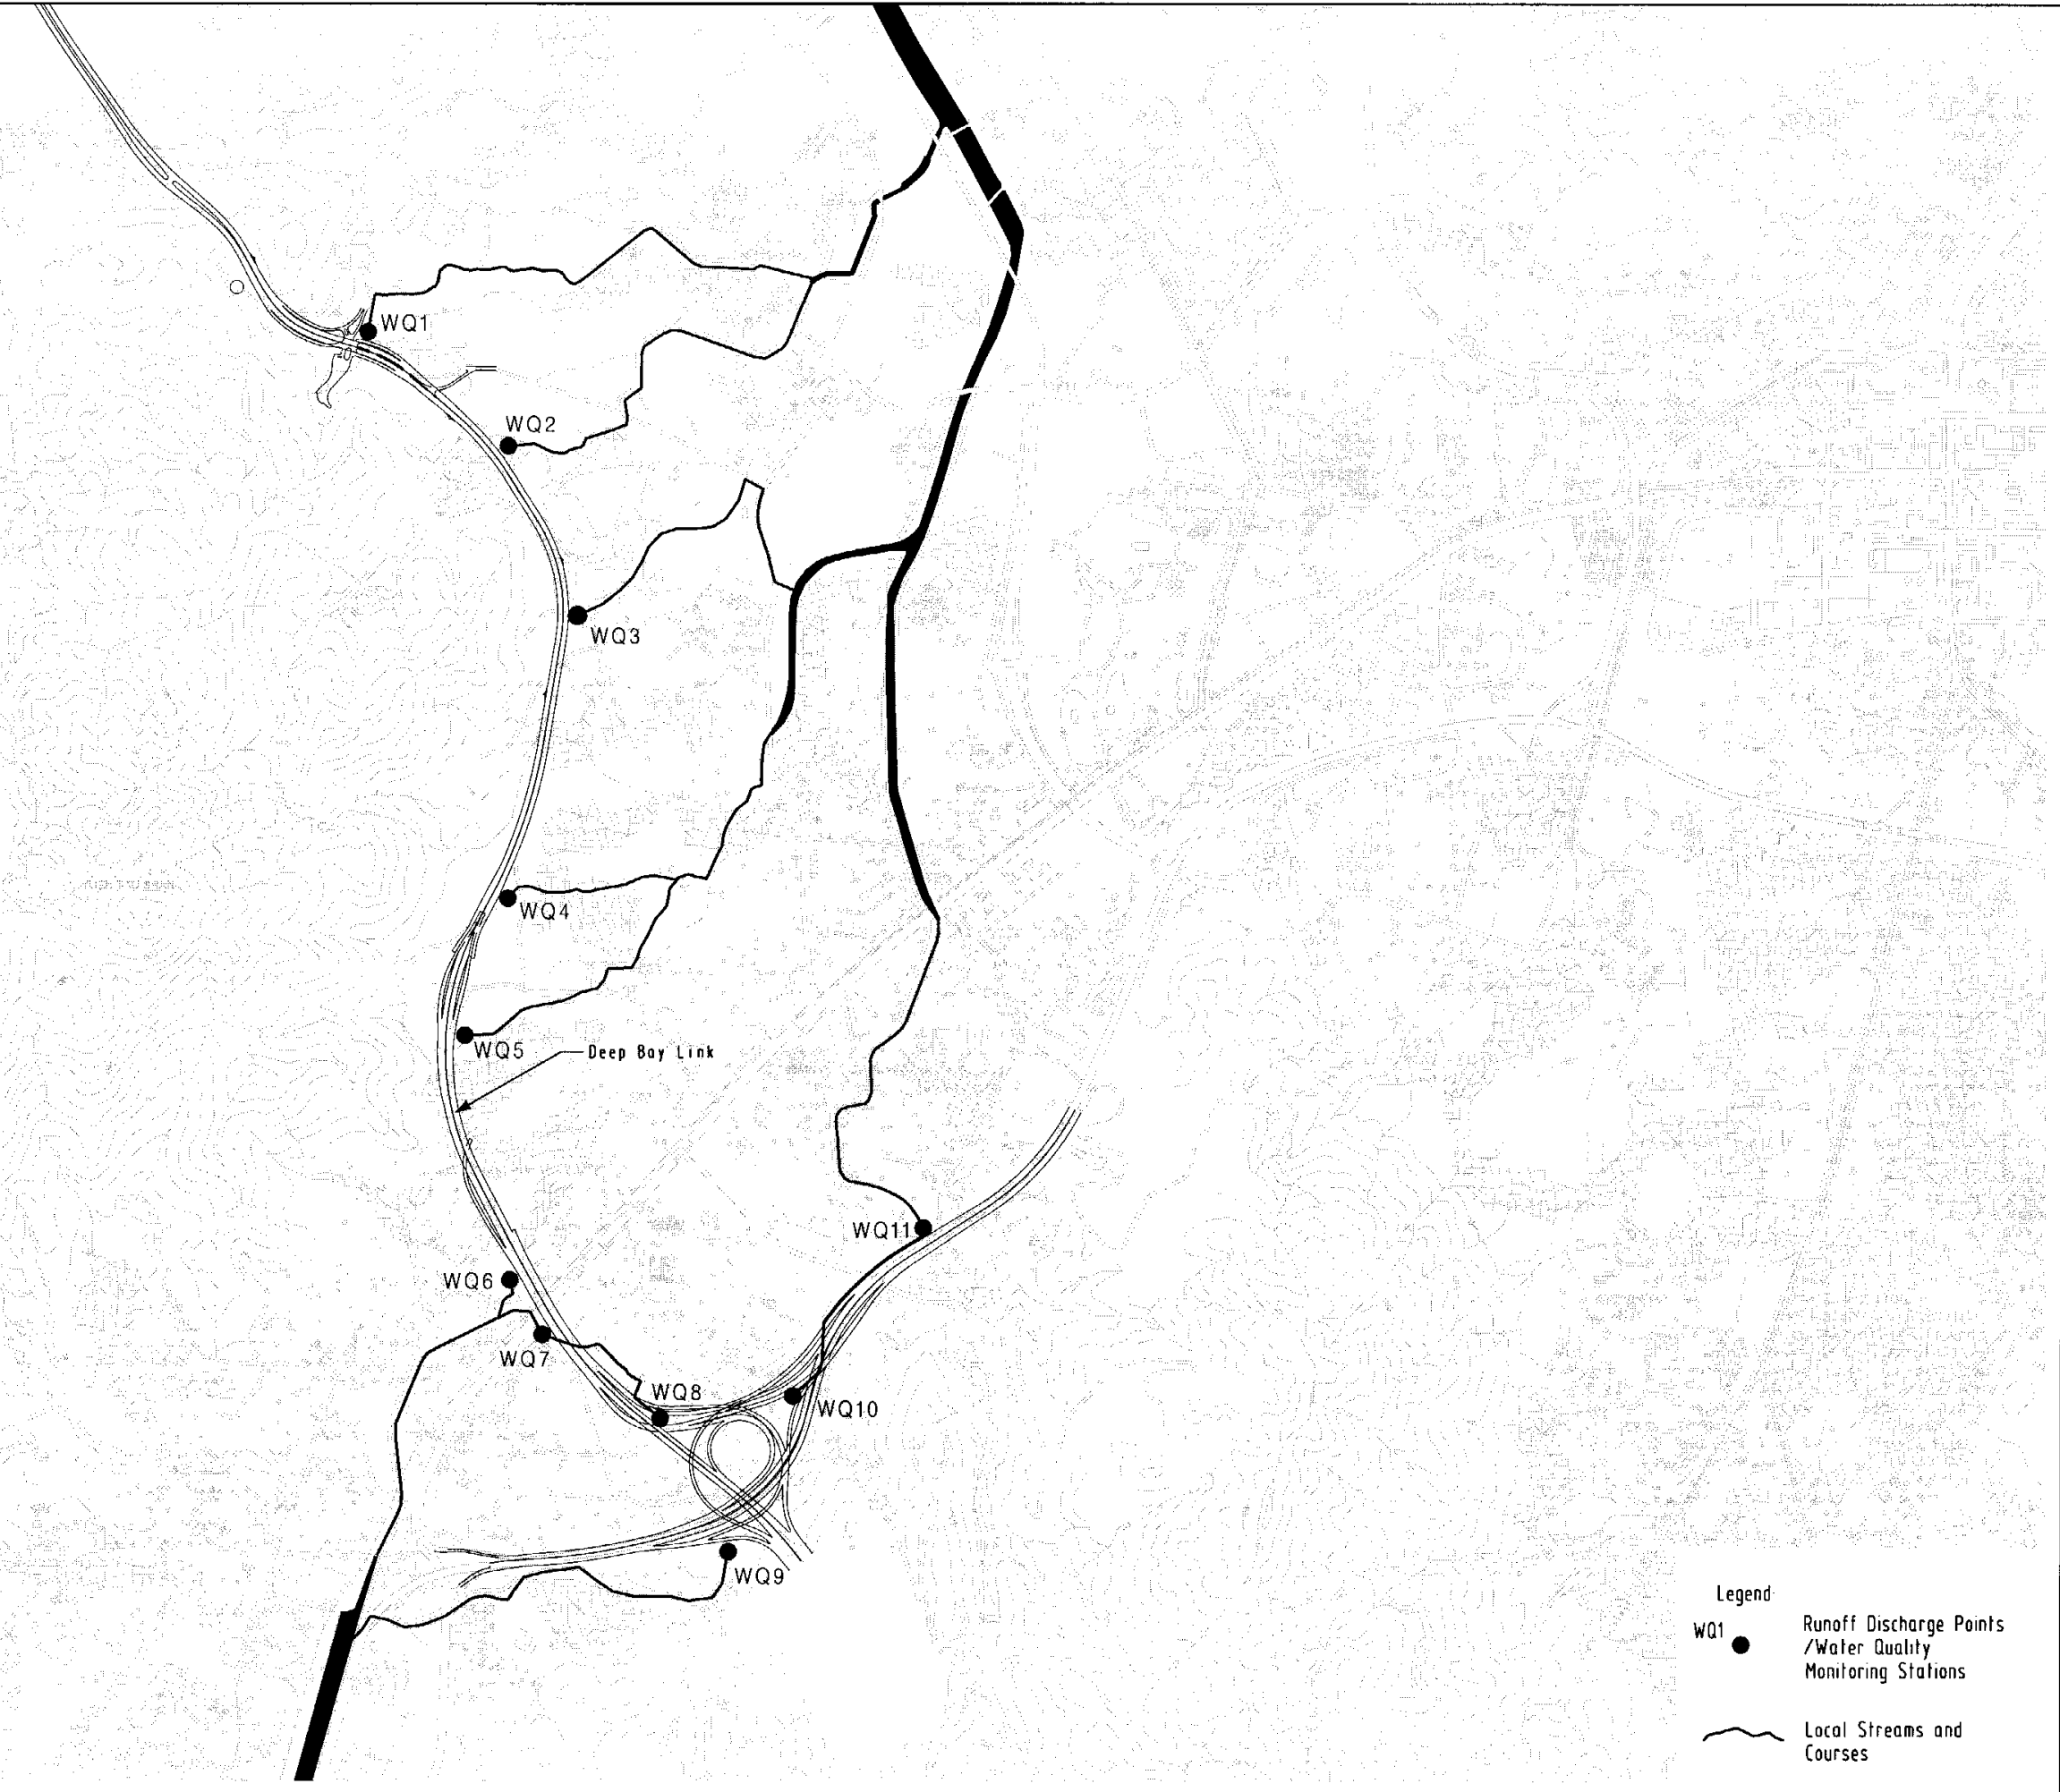 WQ1
WQ2
WQ3
WQ4
WQ5
Deep Bay Link
WQ11
WQ6
WQ7
WQ8
WQ10
WQ9
Legend
WQ1
Runoff Discharge Points
/Water Quality
Monitoring Stations
Local Streams and
Courses